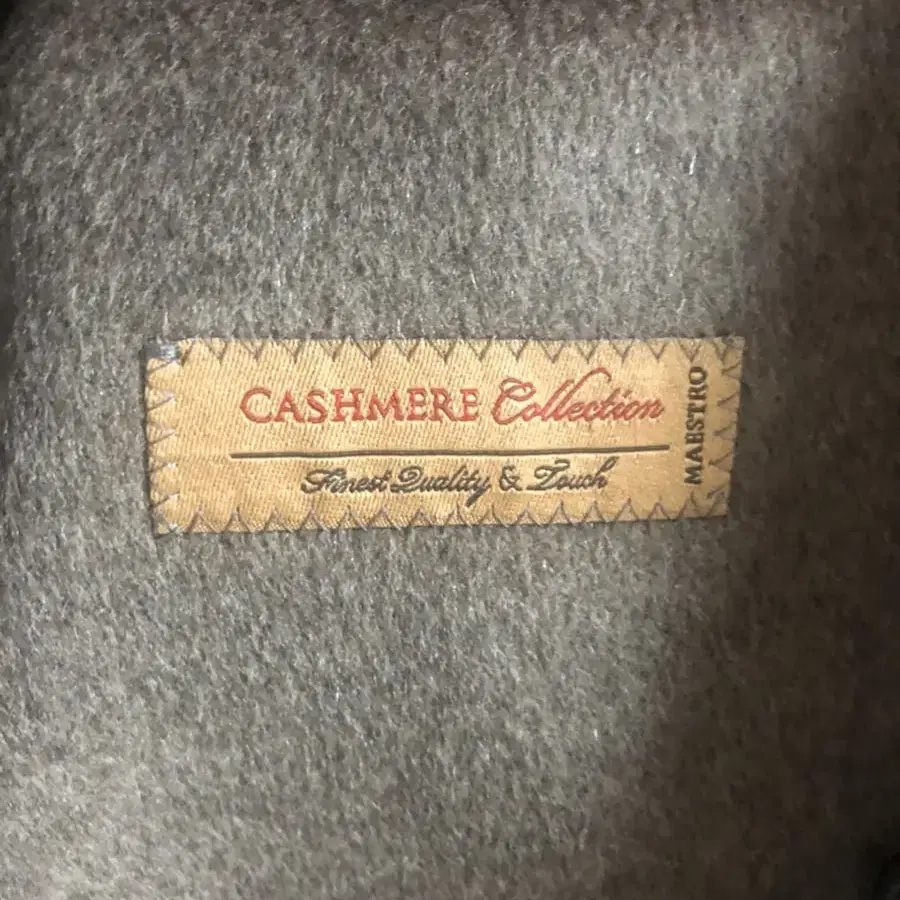 CASHMERE Collection
Finest Quality & Touch
MAESTRO